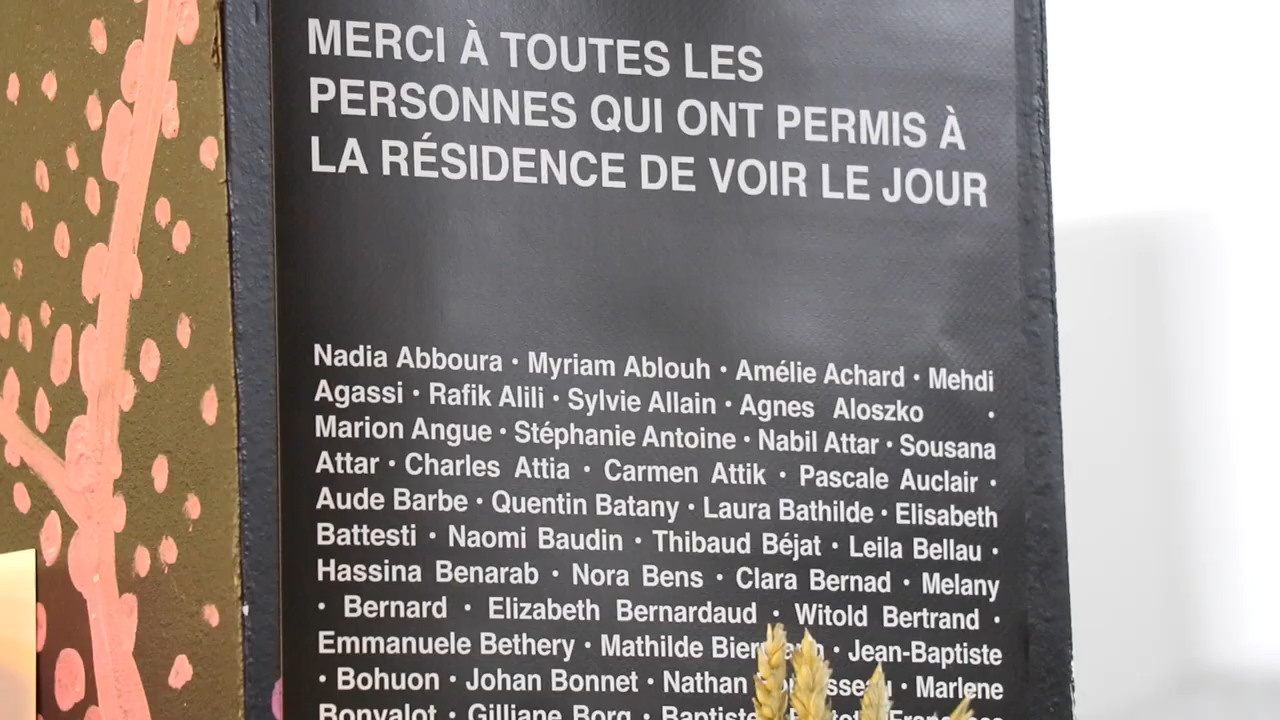 MERCI À TOUTES LES
PERSONNES QUI ONT PERMIS À
LA RÉSIDENCE DE VOIR LE JOUR
Nadia Abboura • Myriam Ablouh • Amélie Achard • Mehdi
Agassi • Rafik Alili • Sylvie Allain • Agnes Aloszko •
Marion Angue • Stéphanie Antoine • Nabil Attar • Sousana
Attar • Charles Attia • Carmen Attik • Pascale Auclair •
Aude Barbe • Quentin Batany • Laura Bathilde • Elisabeth
Battesti • Naomi Baudin • Thibaud Béjat • Leila Bellau •
Hassina Benarab • Nora Bens • Clara Bernad • Melany
• Bernard • Elizabeth Bernardaud • Witold Bertrand •
Emmanuele Bethery • Mathilde • Jean-Baptiste
• Bohuon • Johan Bonnet • Nathan • Marlene
Bonvalot • Gilliane Borg • Baptiste